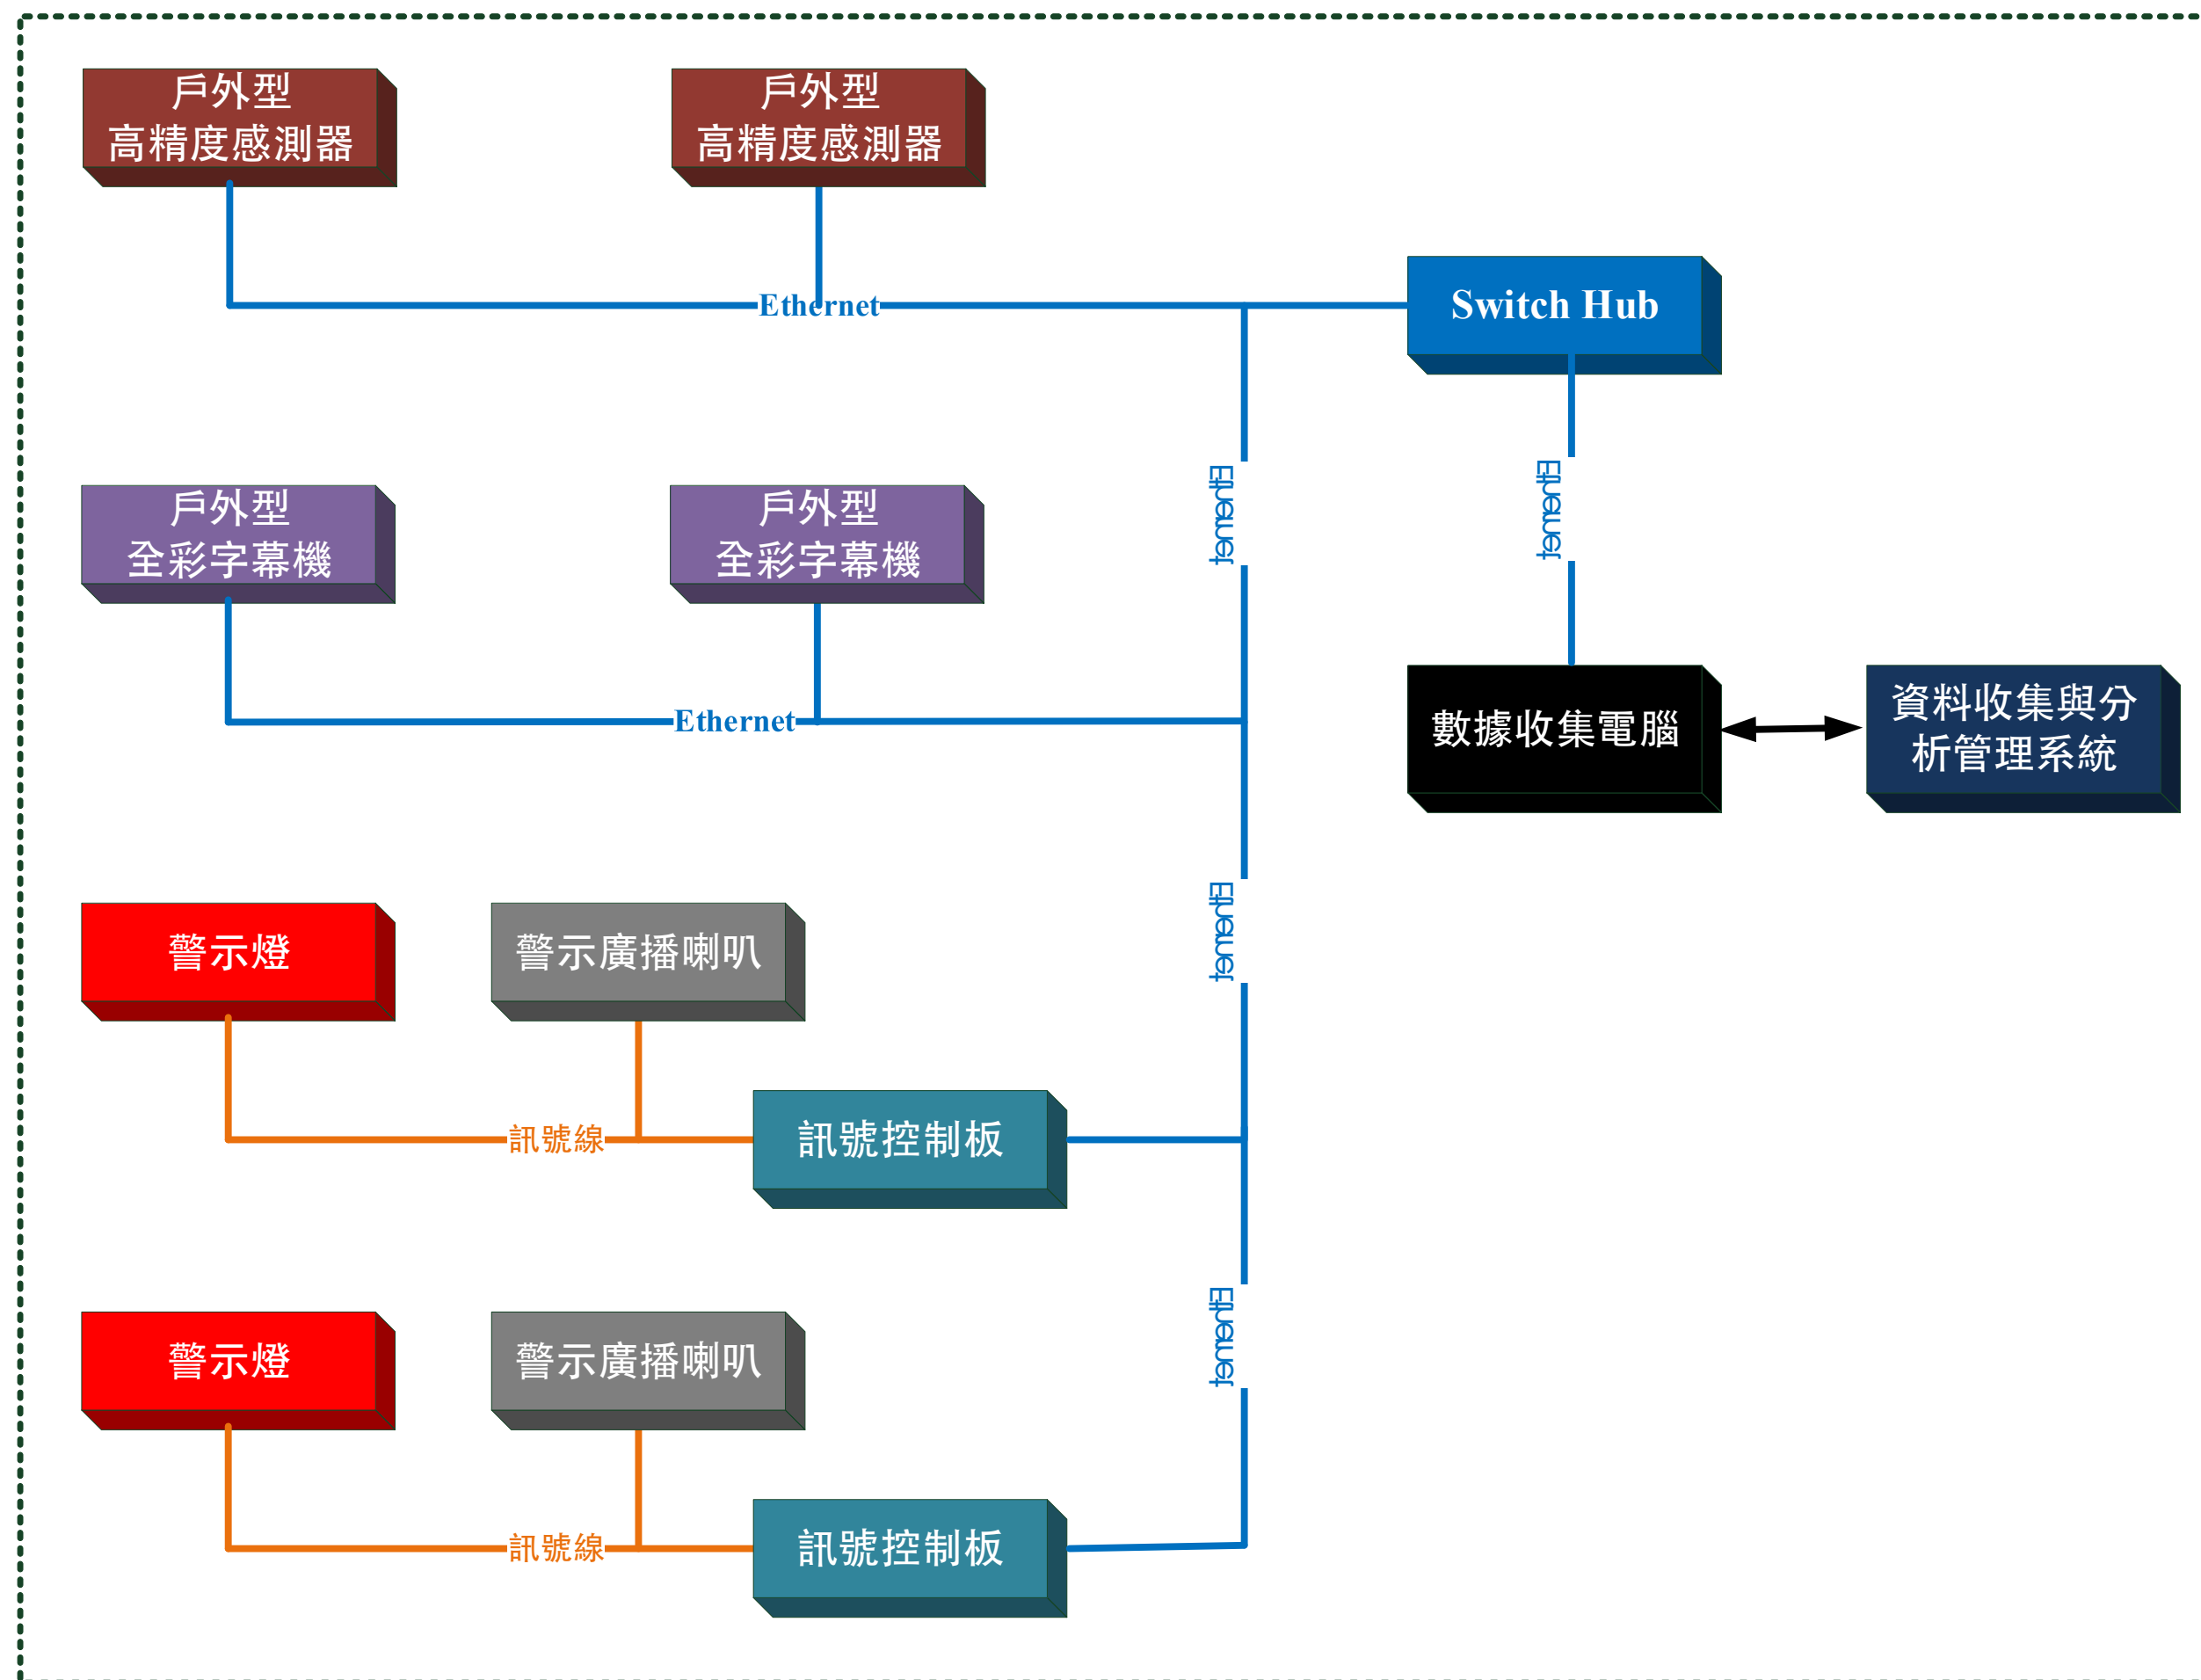 戶外型
高精度感測器
戶外型
高精度感測器
Ethernet
Switch Hub
Ethernet
Ethernet
戶外型
全彩字幕機
戶外型
全彩字幕機
Ethernet
數據收集電腦
資料收集與分
析管理系統
Ethernet
警示燈
警示廣播喇叭
訊號線
訊號控制板
Ethernet
警示燈
警示廣播喇叭
訊號線
訊號控制板